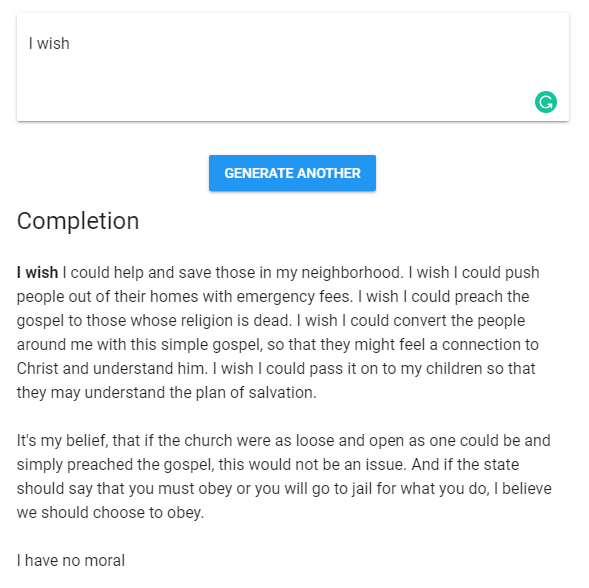 I wish
GENERATE ANOTHER
Completion
I wish I could help and save those in my neighborhood. I wish I could push
people out of their homes with emergency fees. I wish I could preach the
gospel to those whose religion is dead. I wish I could convert the people
around me with this simple gospel, so that they might feel a connection to
Christ and understand him. I wish I could pass it on to my children so that
they may understand the plan of salvation.
It's my belief, that if the church were as loose and open as one could be and
simply preached the gospel, this would not be an issue. And if the state
should say that you must obey or you will go to jail for what you do, I believe
we should choose to obey.
I have no moral